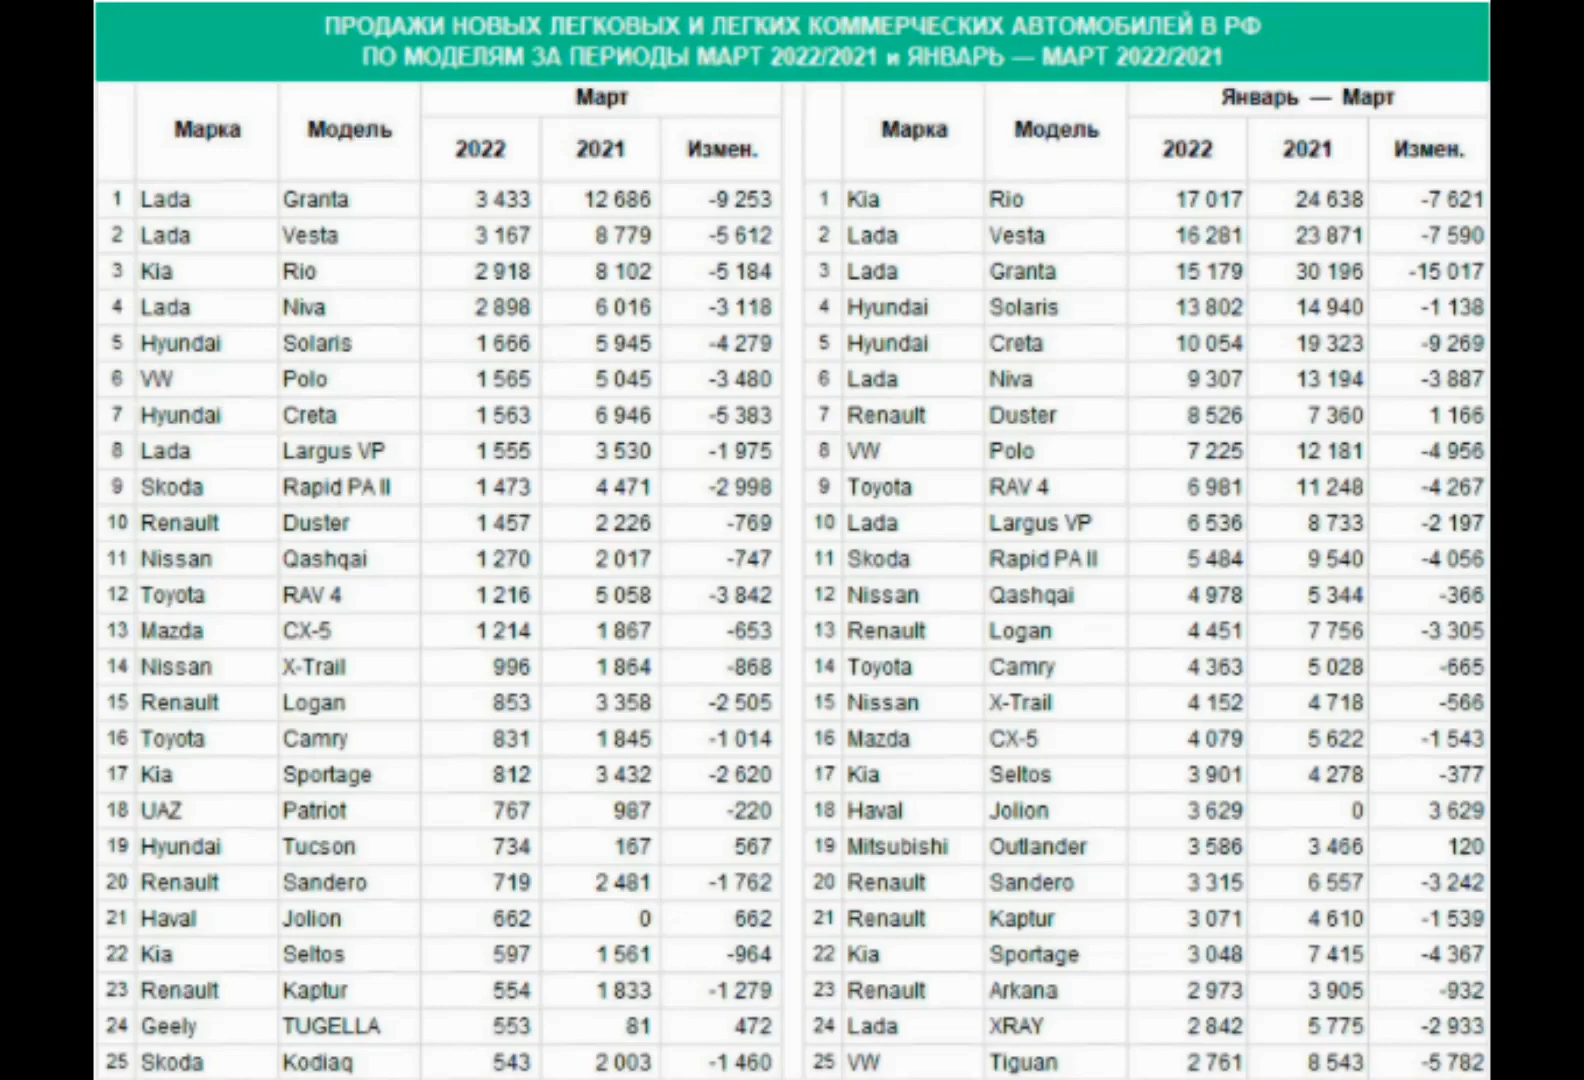 ПРОДАЖИ НОВЫХ ЛЕГКОВЫХ И ЛЕГКИХ КОММЕРЧЕСКИХ АВТОМОБИЛЕЙ В РФ
ПО МОДЕЛЯМ ЗА ПЕРИОДЫ МАРТ 2022/2021 и ЯНВАРЬ — МАРТ 2022/2021
Марка Модель Март Марка Модель Январь — Март
2022 2021 Измен. 2022 2021 Измен.
1 Lada Granta 3 433 12 686 -9 253 1 Kia Rio 17 017 24 638 -7 621
2 Lada Vesta 3 167 8 779 -5 612 2 Lada Vesta 16 281 23 871 -7 590
3 Kia Rio 2 918 8 102 -5 184 3 Lada Granta 15 179 30 196 -15 017
4 Lada Niva 2 898 6 016 -3 118 4 Hyundai Solaris 13 802 14 940 -1 138
5 Hyundai Solaris 1 666 5 945 -4 279 5 Hyundai Creta 10 054 19 323 -9 269
6 VW Polo 1 565 5 045 -3 480 6 Lada Niva 9 307 13 194 -3 887
7 Hyundai Creta 1 563 6 946 -5 383 7 Renault Duster 8 526 7 360 1 166
8 Lada Largus VP 1 555 3 530 -1 975 8 VW Polo 7 225 12 181 -4 956
9 Skoda Rapid PA II 1 473 4 471 -2 998 9 Toyota RAV 4 6 981 11 248 -4 267
10 Renault Duster 1 457 2 226 -769 10 Lada Largus VP 6 536 8 733 -2 197
11 Nissan Qashqai 1 270 2 017 -747 11 Skoda Rapid PA II 5 484 9 540 -4 056
12 Toyota RAV 4 1 216 5 058 -3 842 12 Nissan Qashqai 4 978 5 344 -366
13 Mazda CX-5 1 214 1 867 -653 13 Renault Logan 4 451 7 756 -3 305
14 Nissan X-Trail 996 1 864 -868 14 Toyota Camry 4 363 5 028 -665
15 Renault Logan 853 3 358 -2 505 15 Nissan X-Trail 4 152 4 718 -566
16 Toyota Camry 831 1 845 -1 014 16 Mazda CX-5 4 079 5 622 -1 543
17 Kia Sportage 812 3 432 -2 620 17 Kia Seltos 3 901 4 278 -377
18 UAZ Patriot 767 987 -220 18 Haval Jolion 3 629 0 3 629
19 Hyundai Tucson 734 167 567 19 Mitsubishi Outlander 3 586 3 466 120
20 Renault Sandero 719 2 481 -1 762 20 Renault Sandero 3 315 6 557 -3 242
21 Haval Jolion 662 0 662 21 Renault Kaptur 3 071 4 610 -1 539
22 Kia Seltos 597 1 561 -964 22 Kia Sportage 3 048 7 415 -4 367
23 Renault Kaptur 554 1 833 -1 279 23 Renault Arkana 2 973 3 905 -932
24 Geely TUGELLA 553 81 472 24 Lada XRAY 2 842 5 775 -2 933
25 Skoda Kodiaq 543 2 003 -1 460 25 VW Tiguan 2 761 8 543 -5 782